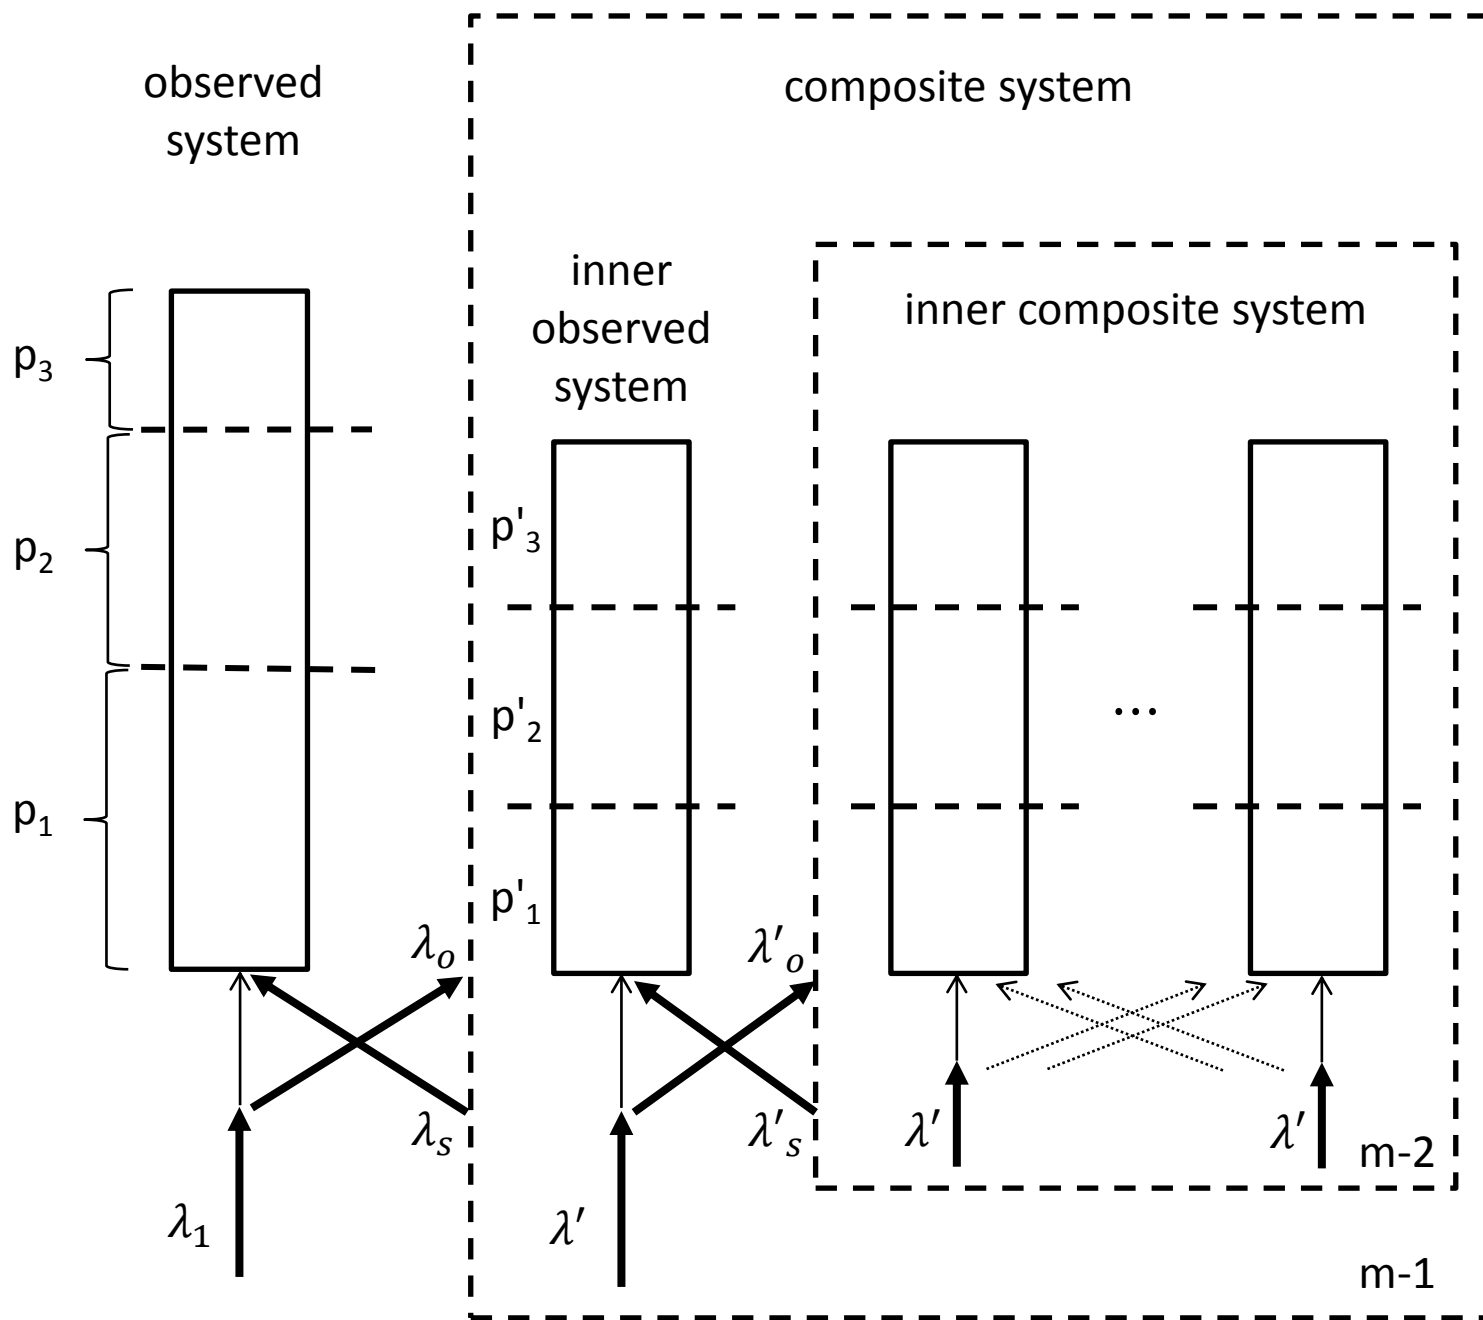 observed
system
composite system
inner
observed
system
inner composite system
p₃
p₂
p₁
p'₃
p'₂
p'₁
...
λₒ
λₛ
λ₁
λ'ₒ
λ'ₛ
λ'
λ'
λ'
m-2
m-1